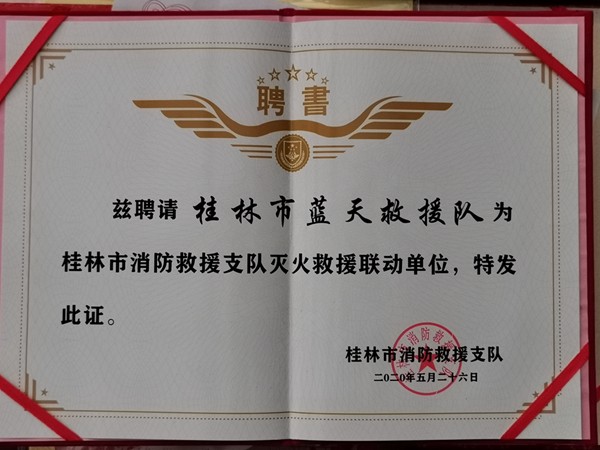 聘書
兹聘请 桂林市蓝天救援队为
桂林市消防救援支队灭火救援联动单位，特发
此证。
桂林市消防救援支队
二〇二〇年五月二十六日